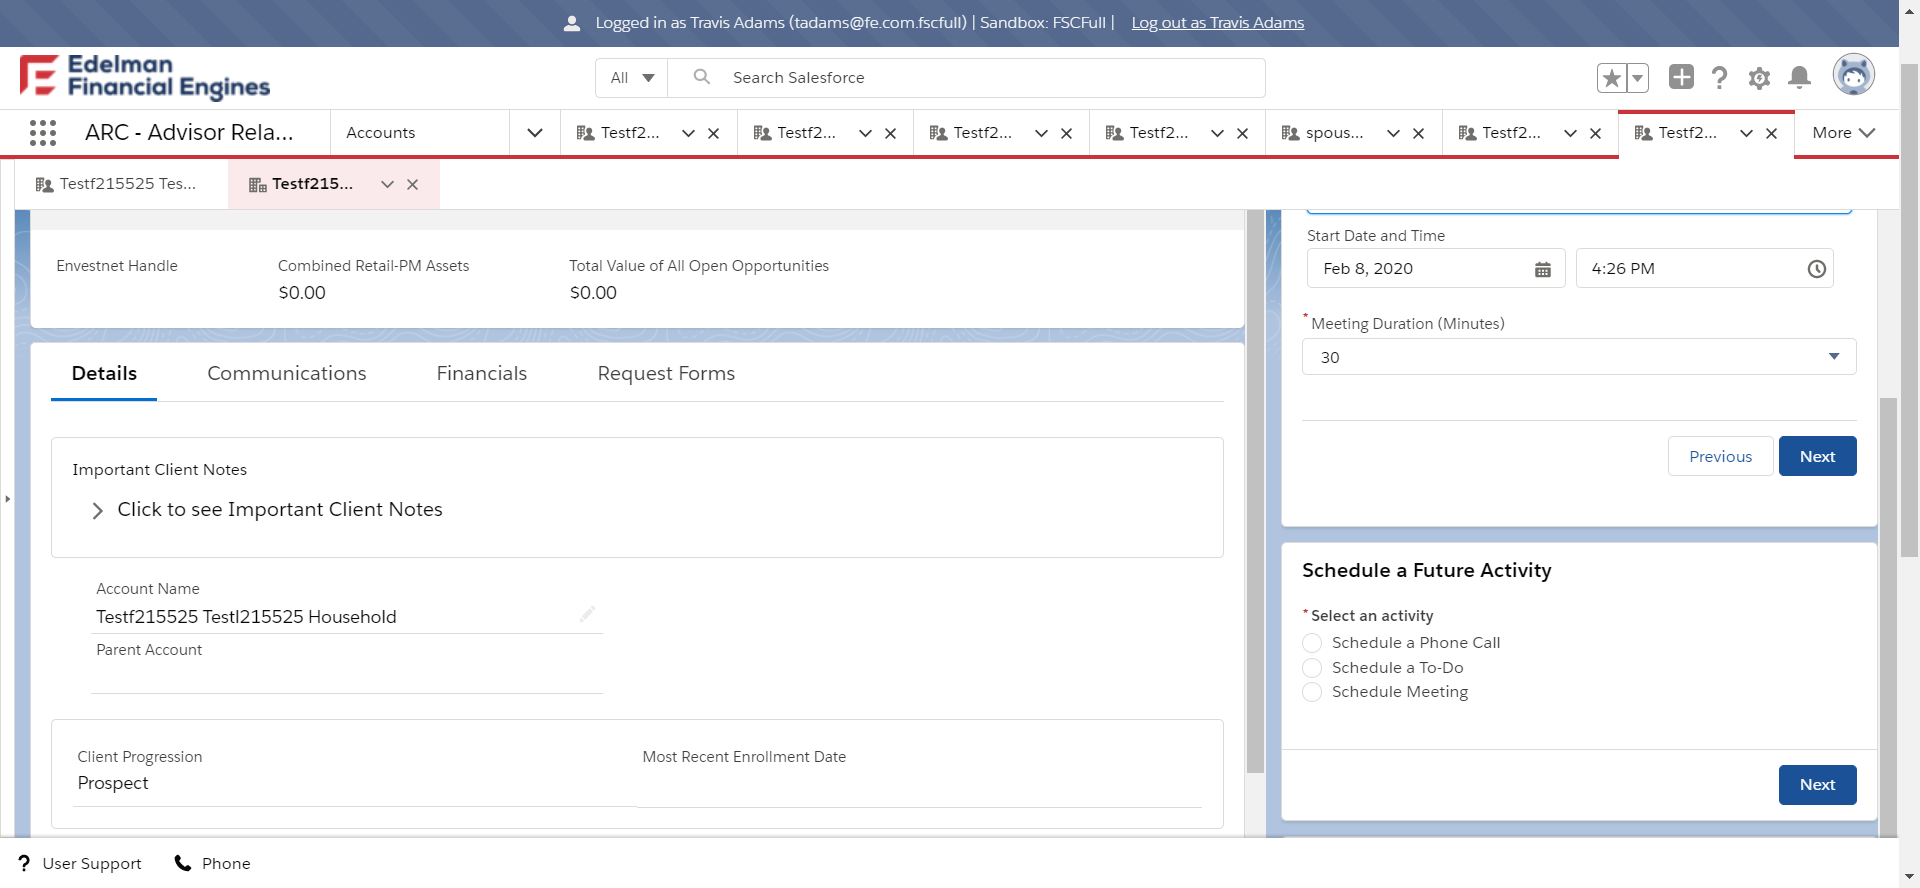 Logged in as Travis Adams (tadams@fe.com.fscfull) | Sandbox: FSCFull | Log out as Travis Adams
Edelman
Financial Engines
All
Search Salesforce
ARC - Advisor Rela...
Accounts
Testf2...
Testf2...
Testf2...
Testf2...
spous...
Testf2...
Testf2...
More
Testf215525 Tes...
Testf215...
Envestnet Handle
Combined Retail-PM Assets
$0.00
Total Value of All Open Opportunities
$0.00
Details
Communications
Financials
Request Forms
Important Client Notes
Click to see Important Client Notes
Account Name
Testf215525 Testl215525 Household
Parent Account
Client Progression
Prospect
Most Recent Enrollment Date
Start Date and Time
Feb 8, 2020
4:26 PM
* Meeting Duration (Minutes)
30
Previous
Next
Schedule a Future Activity
* Select an activity
Schedule a Phone Call
Schedule a To-Do
Schedule Meeting
Next
User Support
Phone